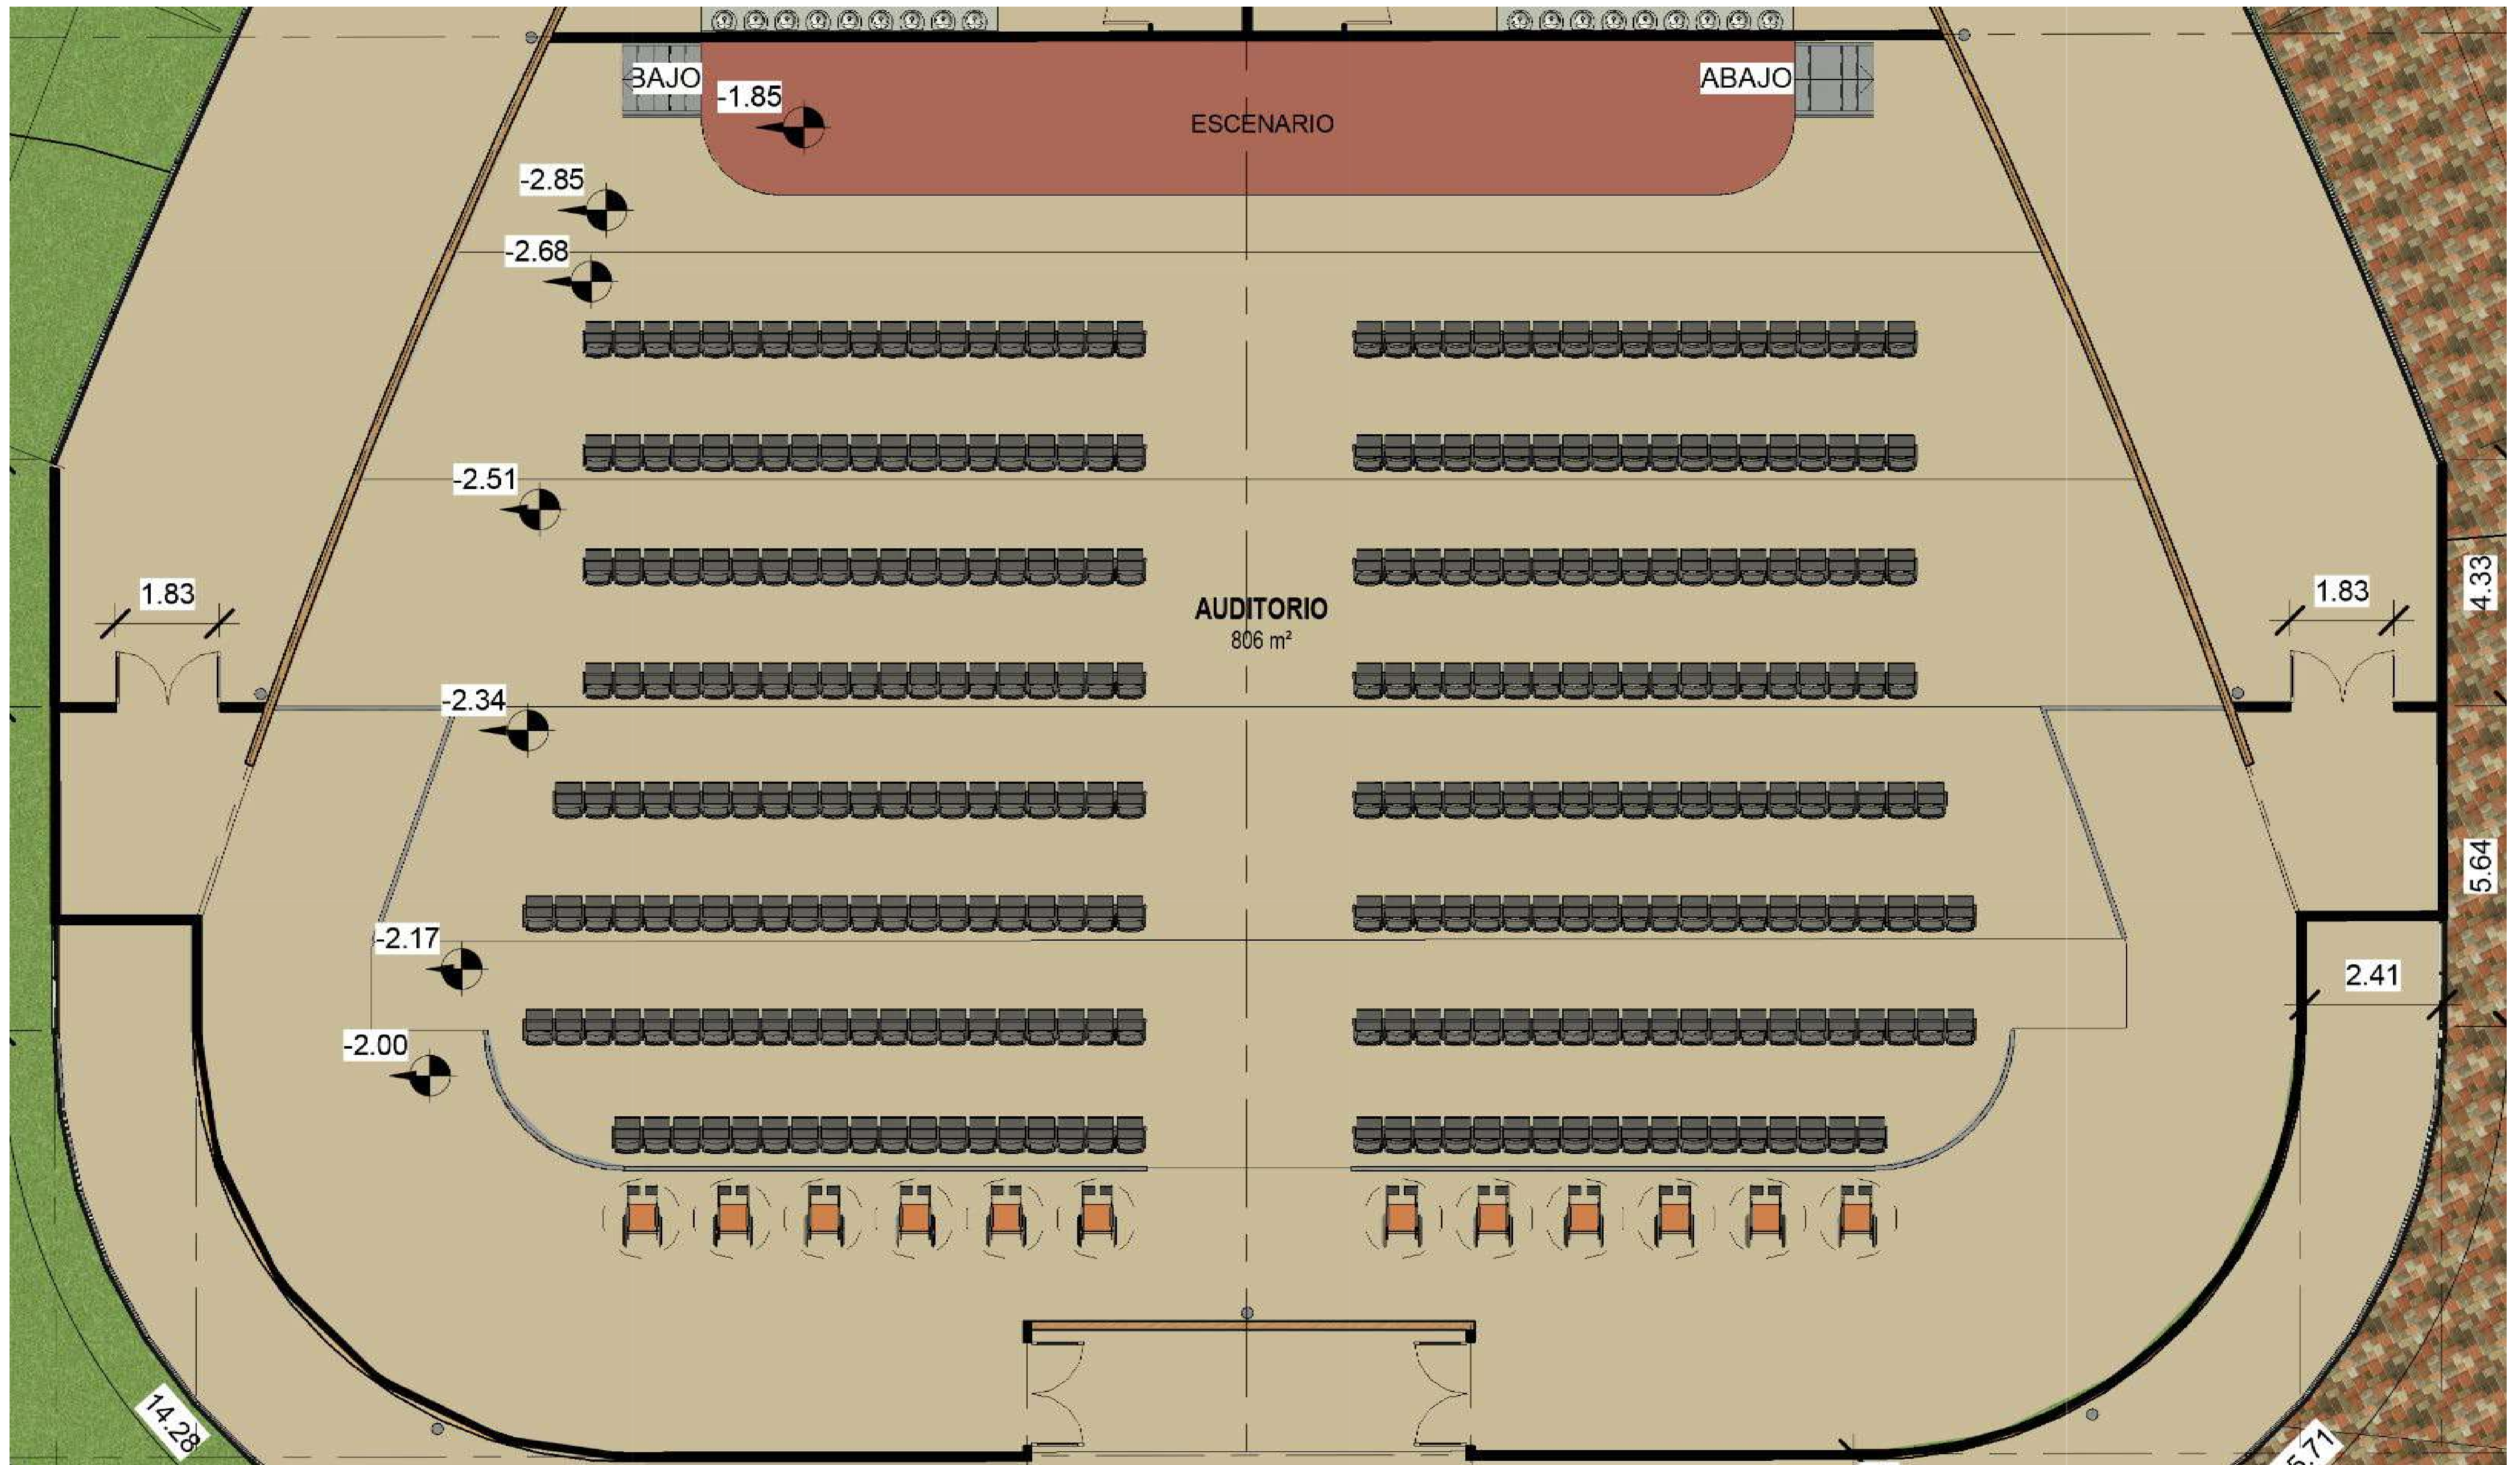 BAJO
ABAJO
-1.85
ESCENARIO
-2.85
-2.68
-2.51
1.83
AUDITORIO
806 m²
1.83
4.33
-2.34
5.64
-2.17
2.41
-2.00
14.28
5.71